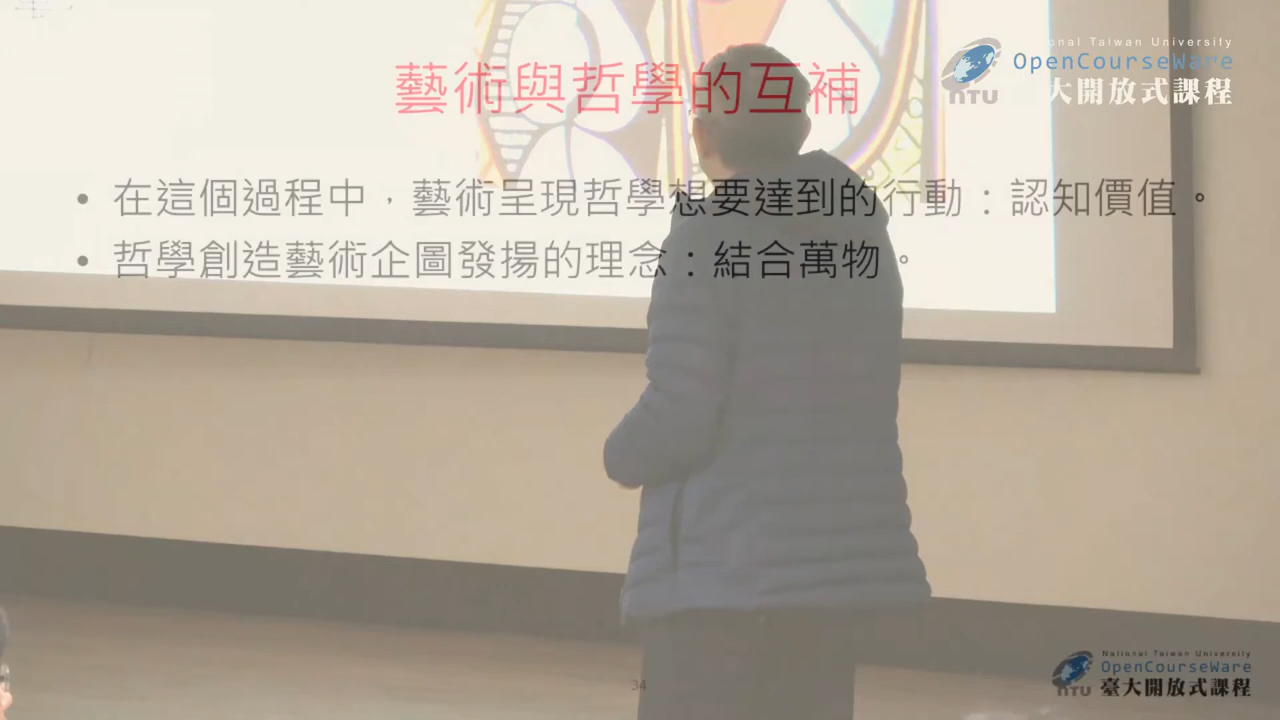 藝術與哲學的互補
onal Taiwan University
OpenCourseWare
NTU 大開放式課程
• 在這個過程中,藝術呈現哲學想要達到的行動:認知價值。
• 哲學創造藝術企圖發揚的理念:結合萬物。
34
National Taiwan University
OpenCourseWare
NTU 臺大開放式課程